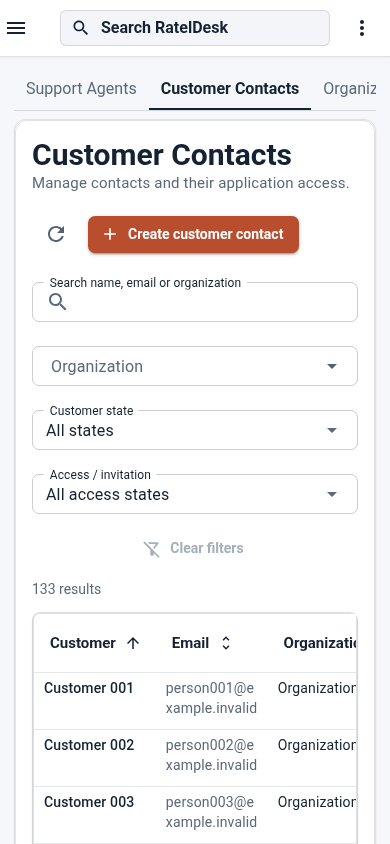 Search RatelDesk
Support Agents Customer Contacts Organiz
Customer Contacts
Manage contacts and their application access.
Create customer contact
Search name, email or organization
Organization
Customer state
All states
Access / invitation
All access states
Clear filters
133 results
Customer Email Organizatio
Customer 001 person001@e Organization
xample.invalid
Customer 002 person002@e Organization
xample.invalid
Customer 003 person003@e Organization
xample.invalid